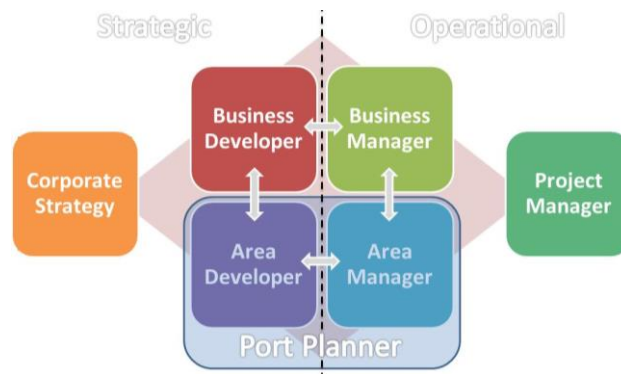 Strategic
Operational
Business
Developer
Business
Manager
Corporate
Strategy
Project
Manager
Area
Developer
Area
Manager
Port Planner